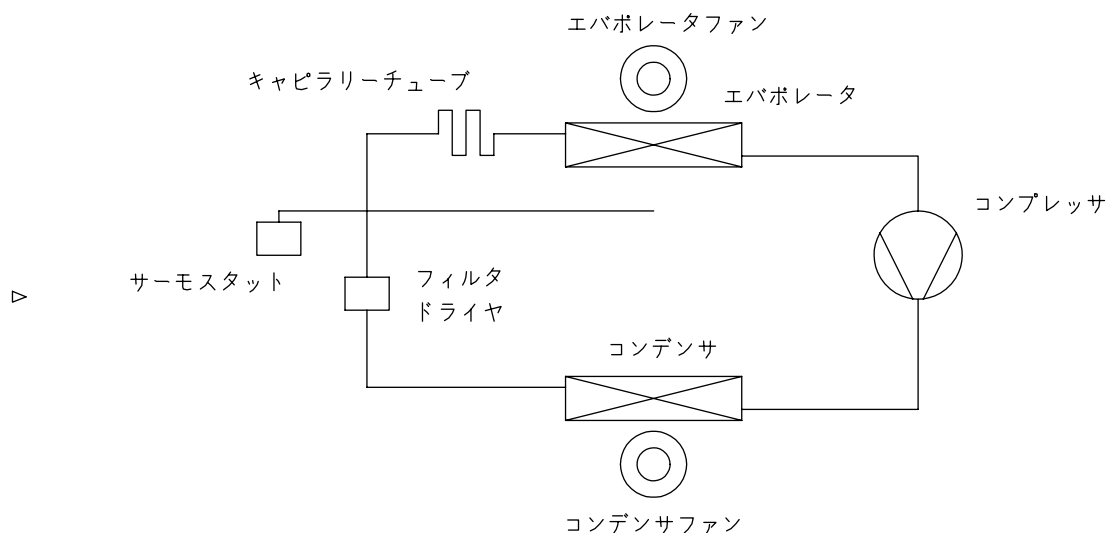 エバポレータファン
キャピラリーチューブ
エバポレータ
コンプレッサ
サーモスタット
フィルタ
ドライヤ
コンデンサ
コンデンサファン